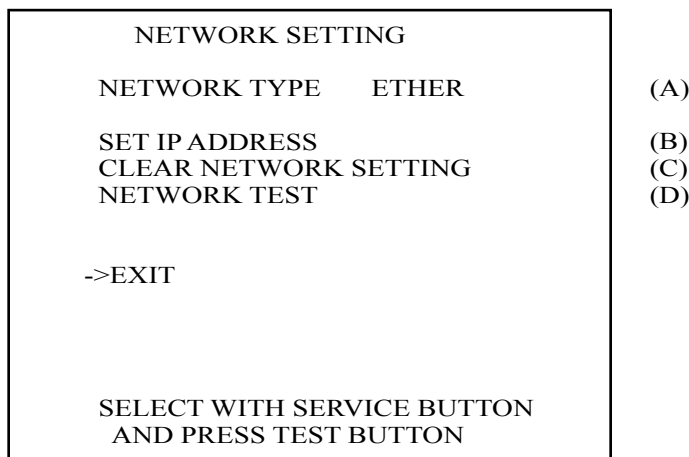 NETWORK SETTING
NETWORK TYPE ETHER (A)
SET IP ADDRESS (B)
CLEAR NETWORK SETTING (C)
NETWORK TEST (D)
->EXIT
SELECT WITH SERVICE BUTTON
AND PRESS TEST BUTTON